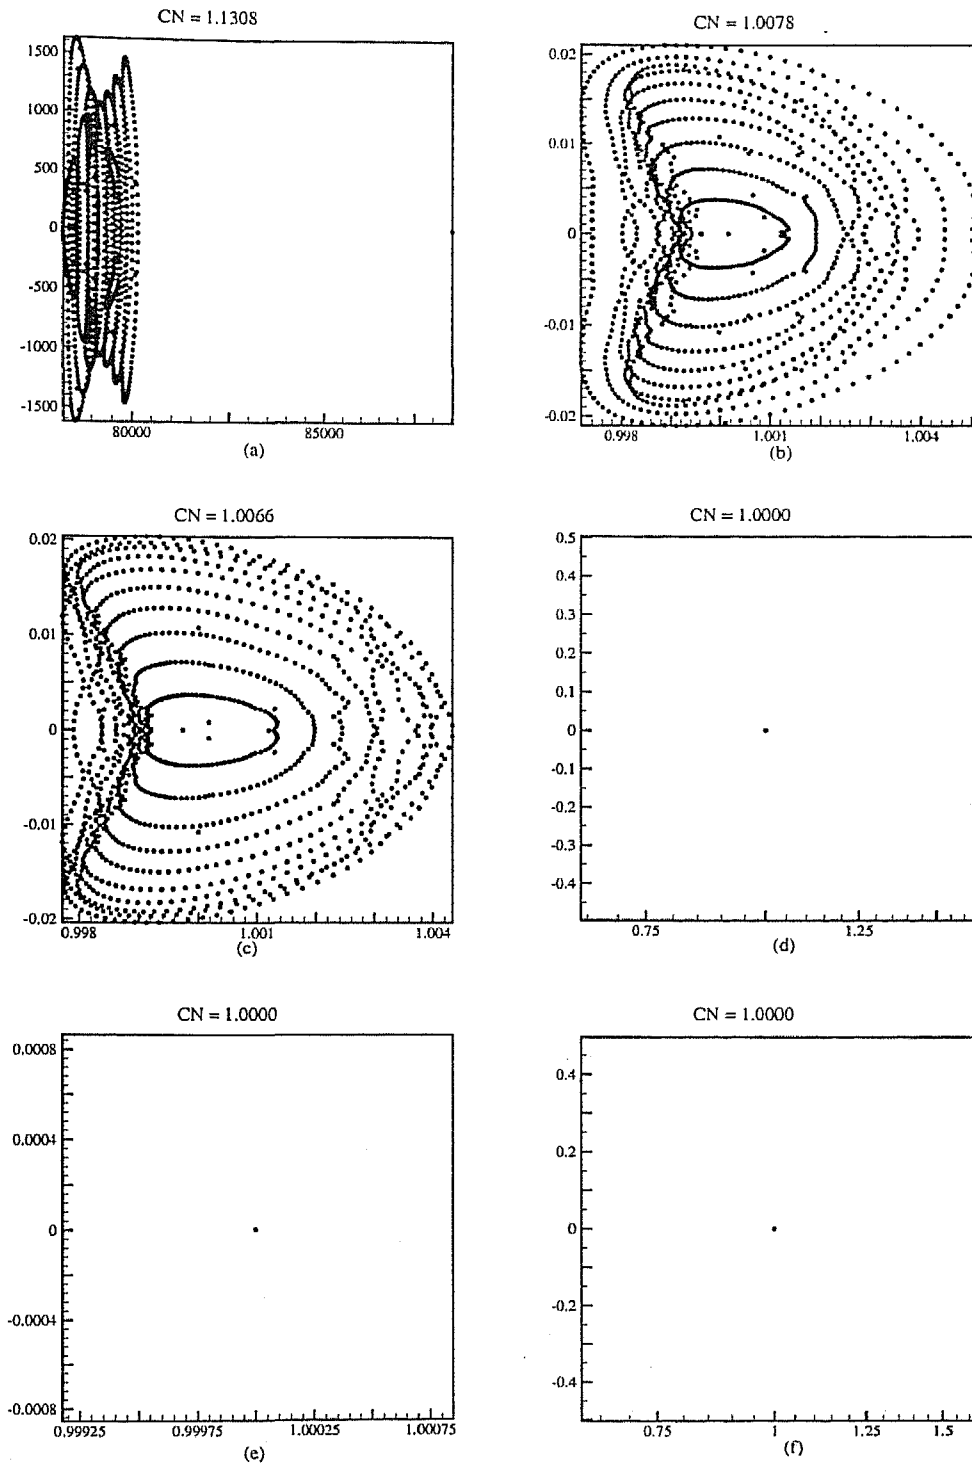 CN = 1.1308
1500
1000
500
0
-500
-1000
-1500
80000 85000
(a)
CN = 1.0078
0.02
0.01
0
-0.01
-0.02
0.998 1.001 1.004
(b)
CN = 1.0066
0.02
0.01
0
-0.01
-0.02
0.998 1.001 1.004
(c)
CN = 1.0000
0.5
0.4
0.3
0.2
0.1
0
-0.1
-0.2
-0.3
-0.4
0.75 1.25
(d)
CN = 1.0000
0.0008
0.0004
0
-0.0004
-0.0008
0.99925 0.99975 1.00025 1.00075
(e)
CN = 1.0000
0.4
0.2
0
-0.2
-0.4
0.75 1 1.25 1.5
(f)